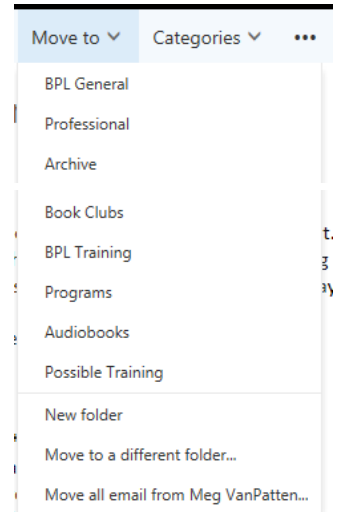 Move to Categories •••
BPL General
Professional
Archive
Book Clubs
BPL Training
Programs
Audiobooks
Possible Training
New folder
Move to a different folder...
Move all email from Meg VanPatten...